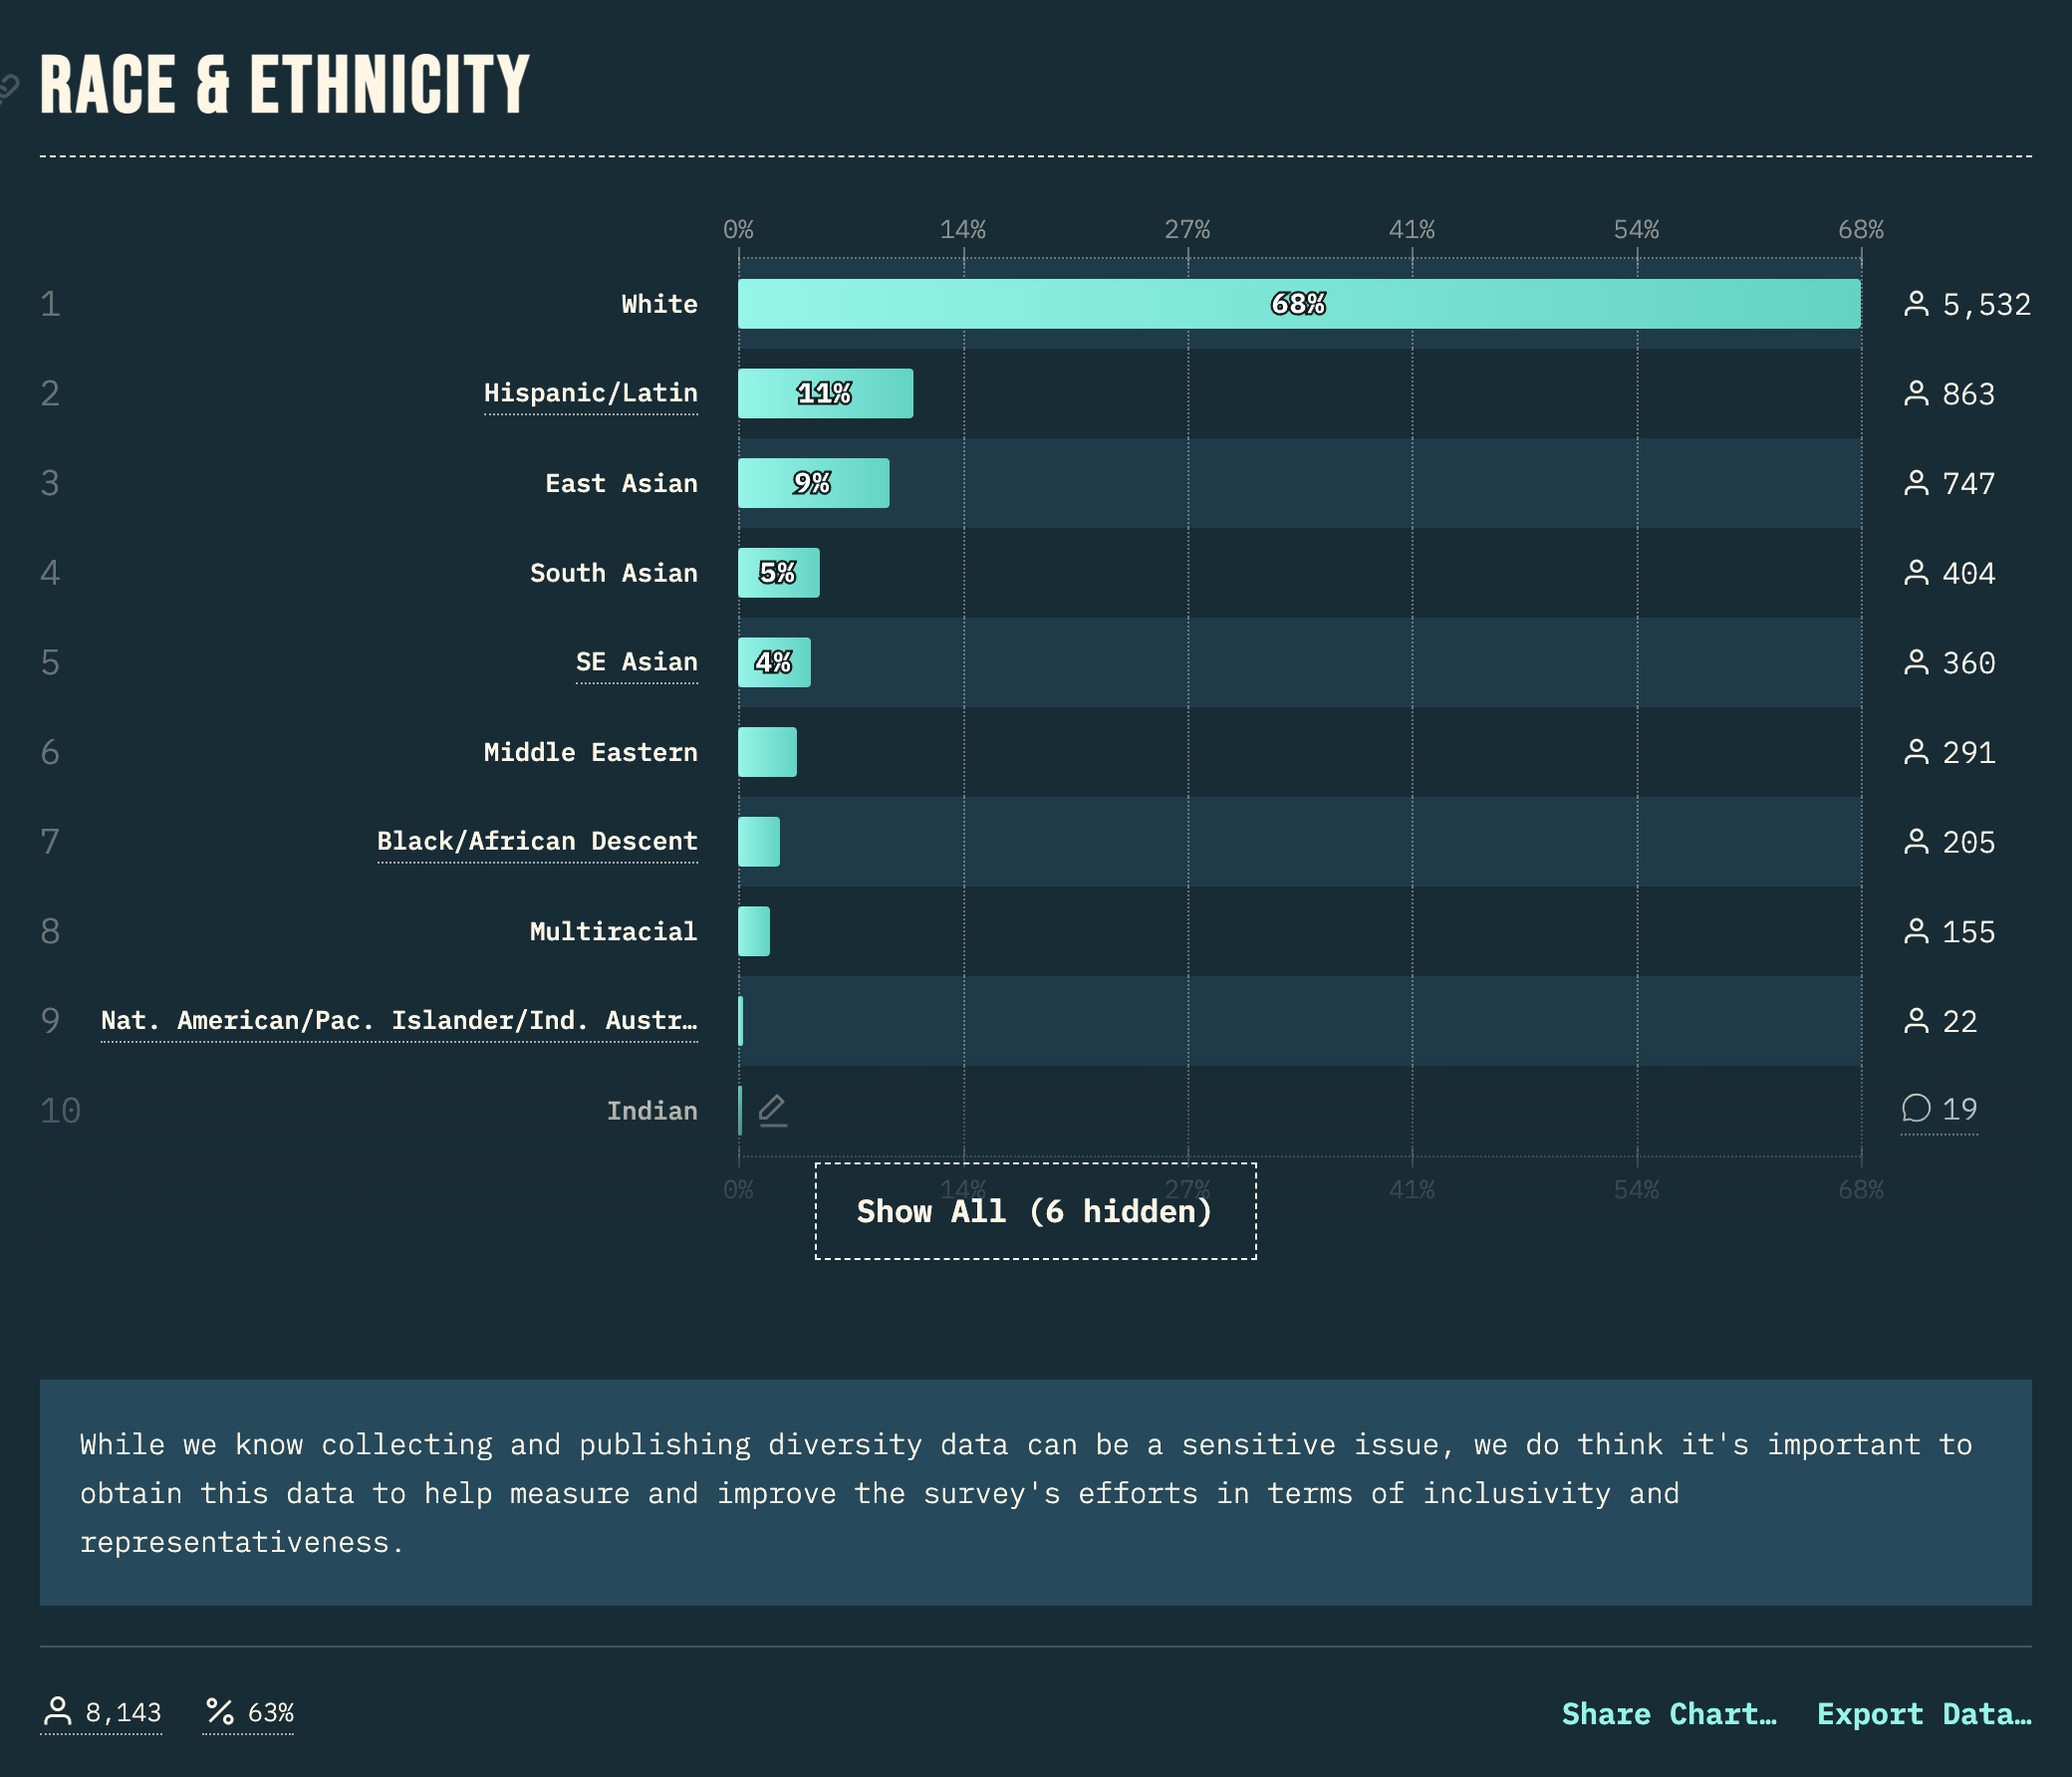 RACE & ETHNICITY
0% 14% 27% 41% 54% 68%
1 White 68% 5,532
2 Hispanic/Latin 11% 863
3 East Asian 9% 747
4 South Asian 5% 404
5 SE Asian 4% 360
6 Middle Eastern 291
7 Black/African Descent 205
8 Multiracial 155
9 Nat. American/Pac. Islander/Ind. Austr… 22
10 Indian 19
0% 14% 27% 41% 54% 68%
Show All (6 hidden)
While we know collecting and publishing diversity data can be a sensitive issue, we do think it's important to
obtain this data to help measure and improve the survey's efforts in terms of inclusivity and
representativeness.
8,143 63% Share Chart… Export Data…